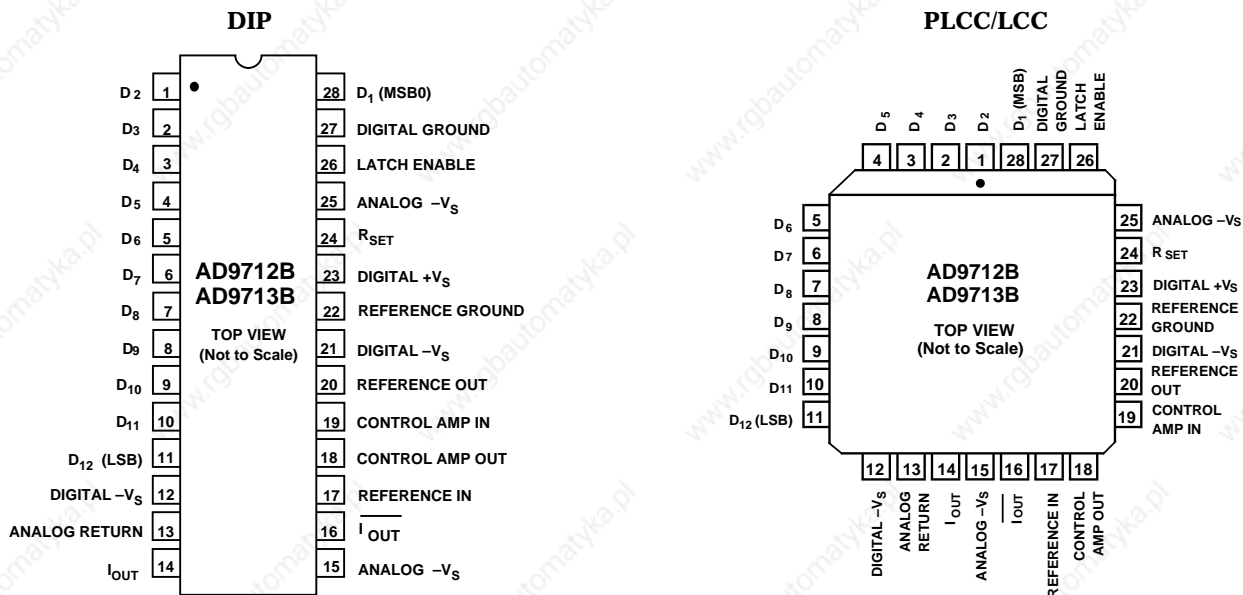 DIP
D2 1
D3 2
D4 3
D5 4
D6 5
D7 6
D8 7
D9 8
D10 9
D11 10
D12 (LSB) 11
DIGITAL –VS 12
ANALOG RETURN 13
IOUT 14
28 D1 (MSB0)
27 DIGITAL GROUND
26 LATCH ENABLE
25 ANALOG –VS
24 RSET
23 DIGITAL +VS
22 REFERENCE GROUND
21 DIGITAL –VS
20 REFERENCE OUT
19 CONTROL AMP IN
18 CONTROL AMP OUT
17 REFERENCE IN
16 I̅O̅U̅T̅
15 ANALOG –VS
AD9712B
AD9713B
TOP VIEW
(Not to Scale)
PLCC/LCC
D5
D4
D3
D2
D1 (MSB)
DIGITAL
GROUND
LATCH
ENABLE
4 3 2 1 28 27 26
D6 5
D7 6
D8 7
D9 8
D10 9
D11 10
D12 (LSB) 11
AD9712B
AD9713B
TOP VIEW
(Not to Scale)
25 ANALOG –VS
24 RSET
23 DIGITAL +VS
22 REFERENCE
GROUND
21 DIGITAL –VS
20 REFERENCE
OUT
19 CONTROL
AMP IN
12 13 14 15 16 17 18
DIGITAL –VS
ANALOG
RETURN
IOUT
ANALOG –VS
I̅O̅U̅T̅
REFERENCE IN
CONTROL
AMP OUT
www.rgbautomatyka.pl